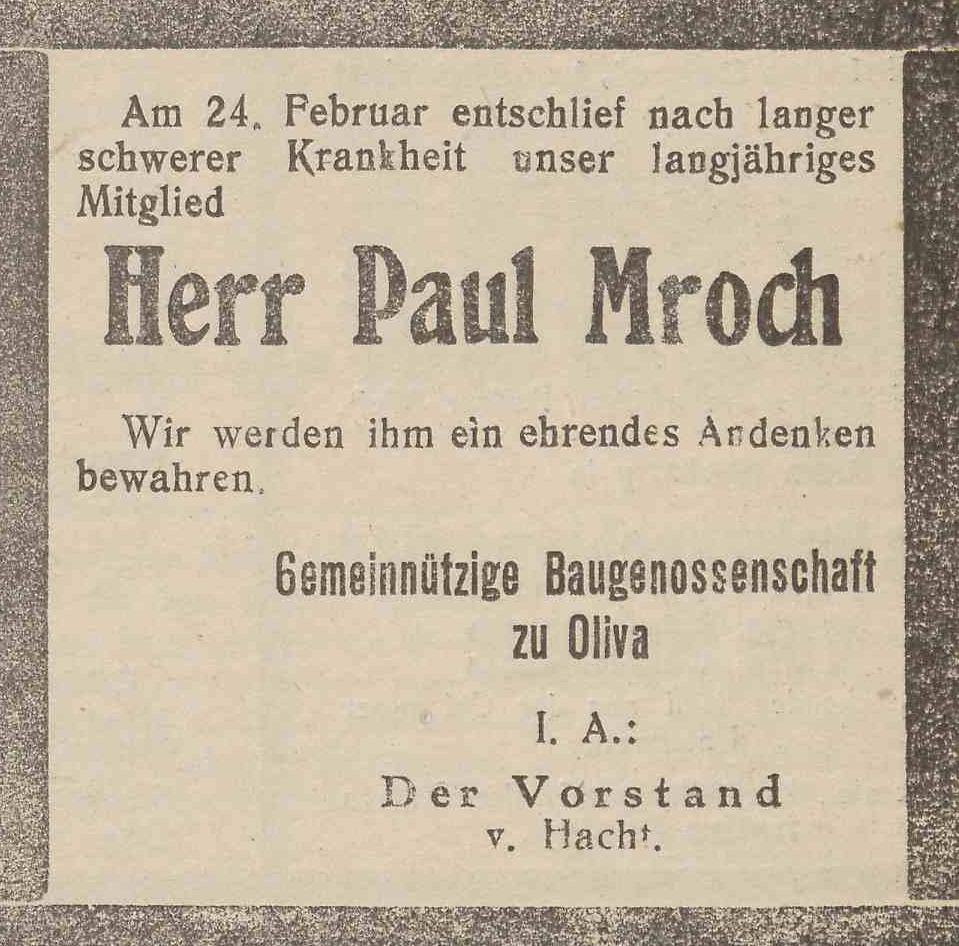 Am 24. Februar entschlief nach langer
schwerer Krankheit unser langjähriges
Mitglied
Herr Paul Mroch
Wir werden ihm ein ehrendes Andenken
bewahren.
Gemeinnützige Baugenossenschaft
zu Oliva
I. A.:
Der Vorstand
v. Hacht.